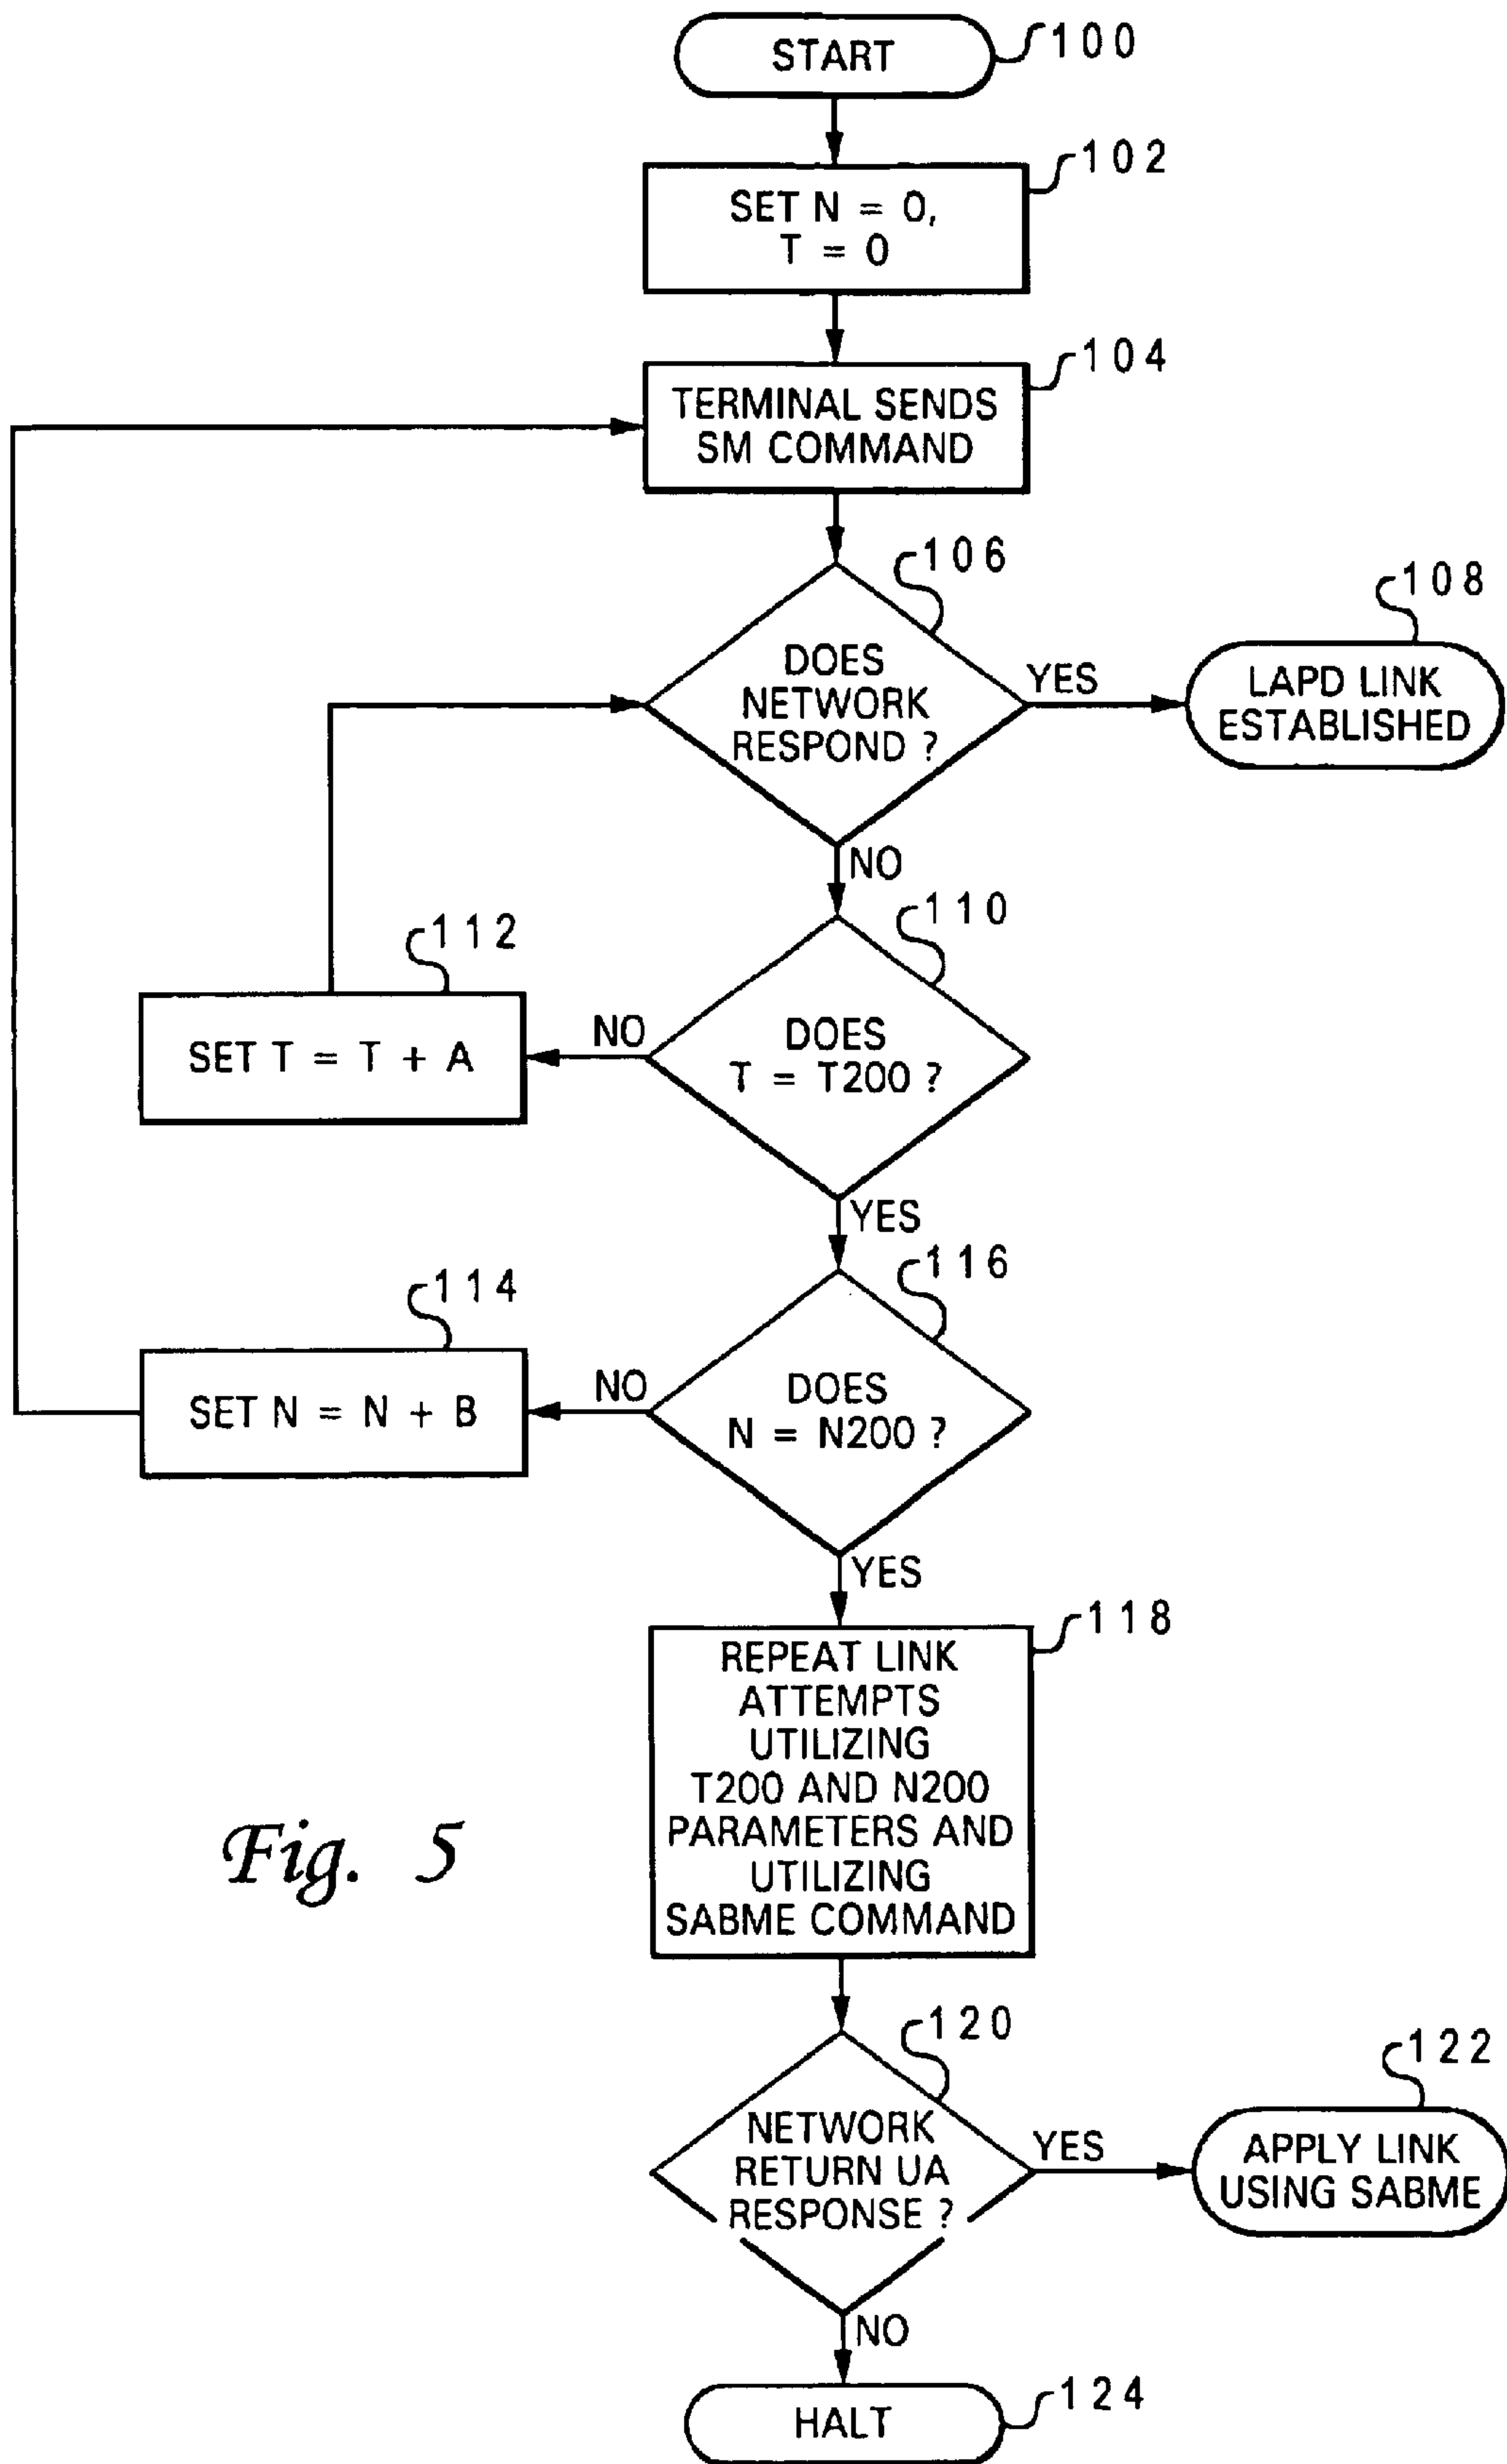 START
100
SET N = 0,
T = 0
102
TERMINAL SENDS
SM COMMAND
104
DOES
NETWORK
RESPOND ?
106
YES
LAPD LINK
ESTABLISHED
108
NO
DOES
T = T200 ?
110
NO
SET T = T + A
112
YES
DOES
N = N200 ?
116
NO
SET N = N + B
114
YES
REPEAT LINK
ATTEMPTS
UTILIZING
T200 AND N200
PARAMETERS AND
UTILIZING
SABME COMMAND
118
Fig. 5
NETWORK
RETURN UA
RESPONSE ?
120
YES
APPLY LINK
USING SABME
122
NO
HALT
124